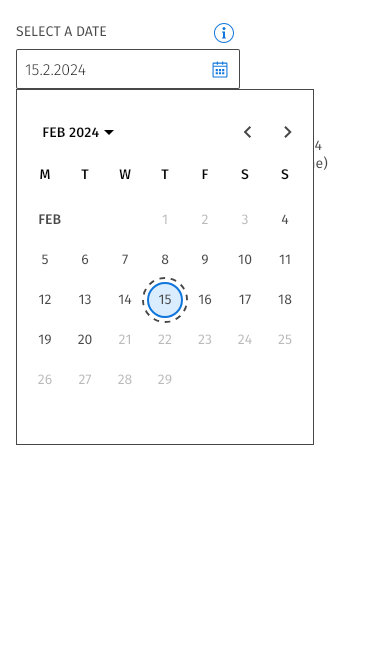 SELECT A DATE
15.2.2024
FEB 2024
4
e)
M T W T F S S
FEB 1 2 3 4
5 6 7 8 9 10 11
12 13 14 15 16 17 18
19 20 21 22 23 24 25
26 27 28 29